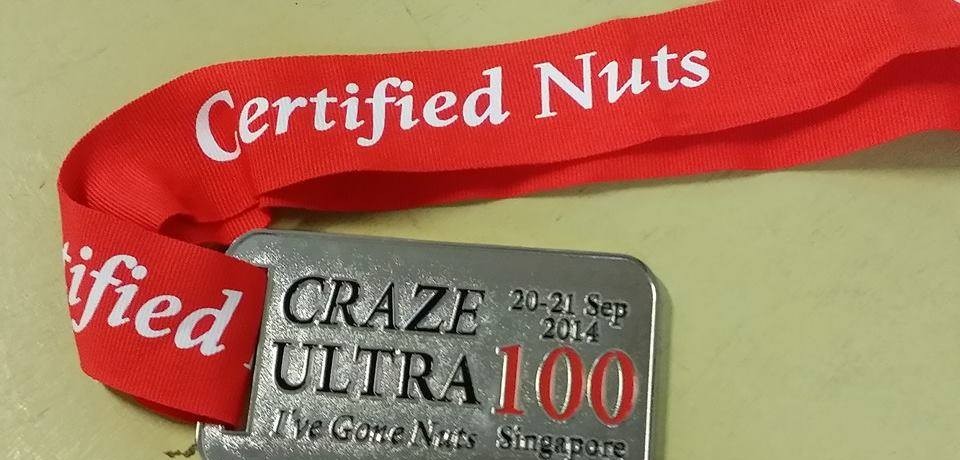 Certified Nuts
tified
CRAZE
ULTRA
I've Gone Nuts
20-21 Sep
2014
100
Singapore